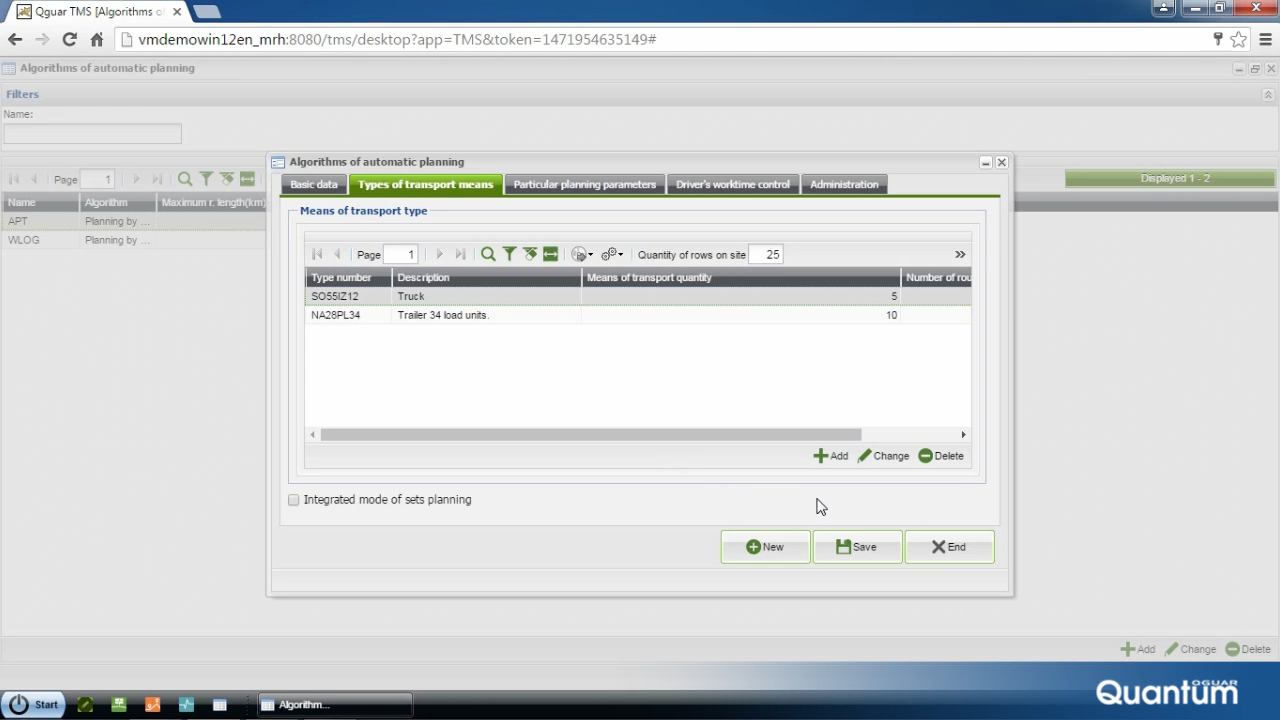 Qguar TMS [Algorithms o
vmdemowin12en_mrh:8080/tms/desktop?app=TMS&token=1471954635149#
Algorithms of automatic planning
Filters
Name:
Page 1
Displayed 1 - 2
Name Algorithm Maximum r, length(km)
APT Planning by ...
WLOG Planning by ...
Algorithms of automatic planning
Basic data Types of transport means Particular planning parameters Driver's worktime control Administration
Means of transport type
Page 1 Quantity of rows on site 25
Type number Description Means of transport quantity Number of rou
SO55IZ12 Truck 5
NA28PL34 Trailer 34 load units. 10
Add Change Delete
Integrated mode of sets planning
New Save End
Add Change Delete
Start Algorithm...
QGUAR
Quantum